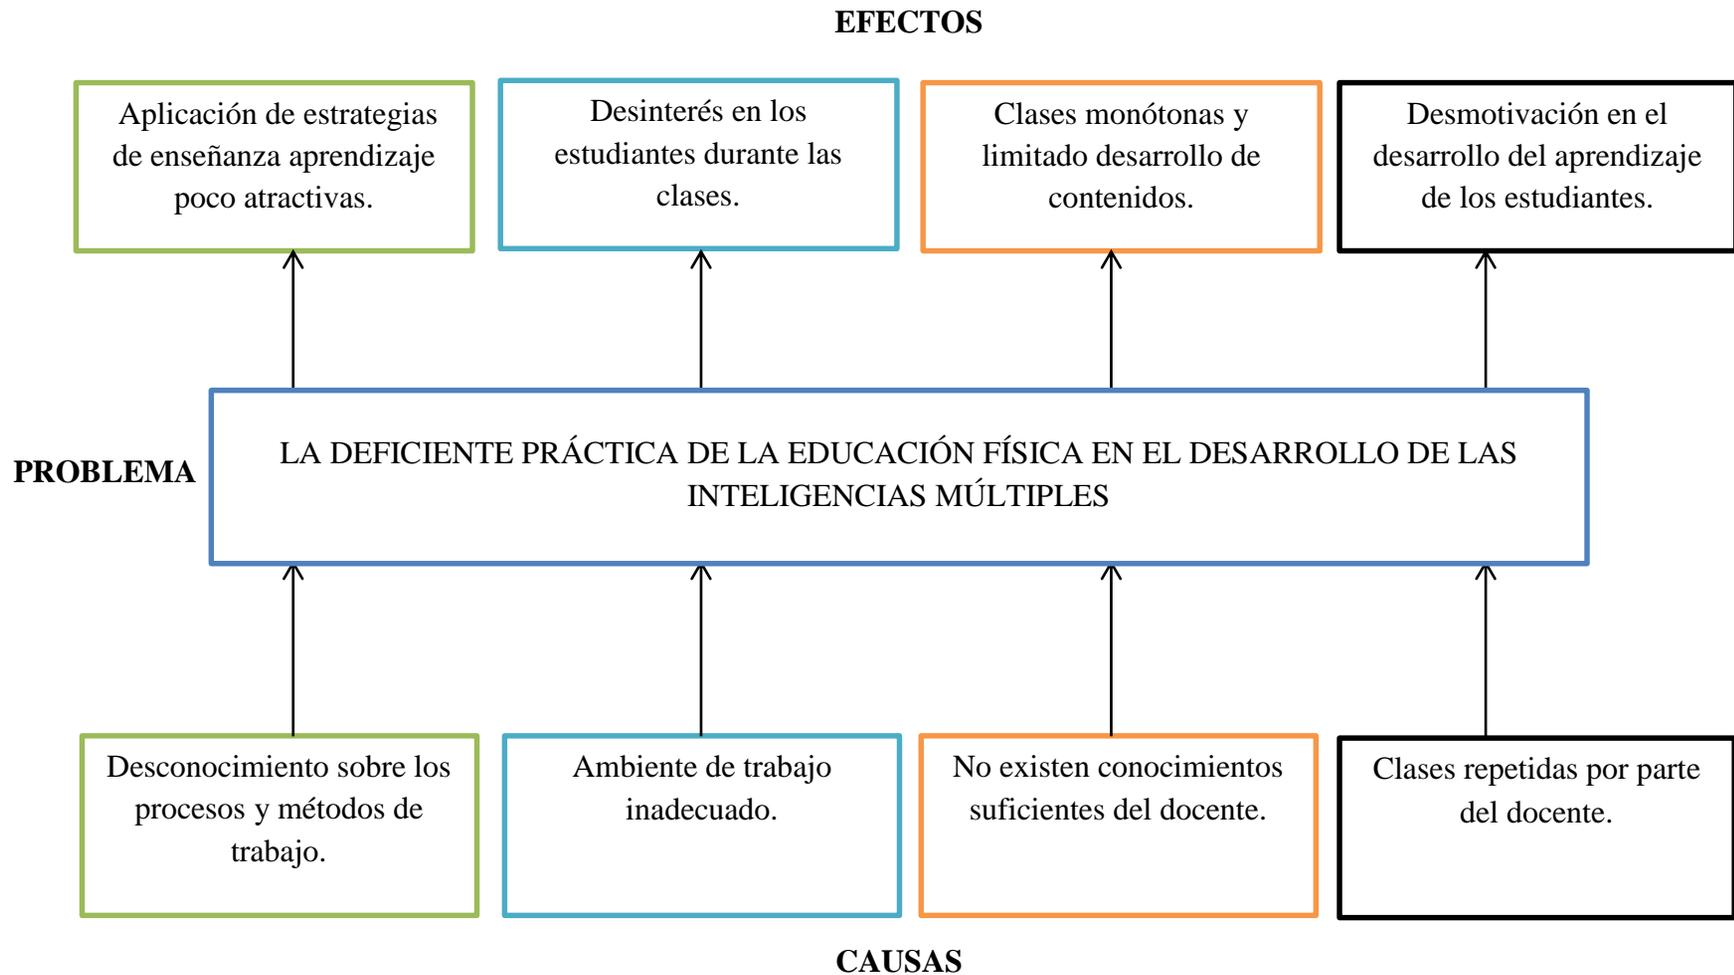 EFECTOS
Aplicación de estrategias
de enseñanza aprendizaje
poco atractivas.
Desinterés en los
estudiantes durante las
clases.
Clases monótonas y
limitado desarrollo de
contenidos.
Desmotivación en el
desarrollo del aprendizaje
de los estudiantes.
PROBLEMA
LA DEFICIENTE PRÁCTICA DE LA EDUCACIÓN FÍSICA EN EL DESARROLLO DE LAS
INTELIGENCIAS MÚLTIPLES
Desconocimiento sobre los
procesos y métodos de
trabajo.
Ambiente de trabajo
inadecuado.
No existen conocimientos
suficientes del docente.
Clases repetidas por parte
del docente.
CAUSAS